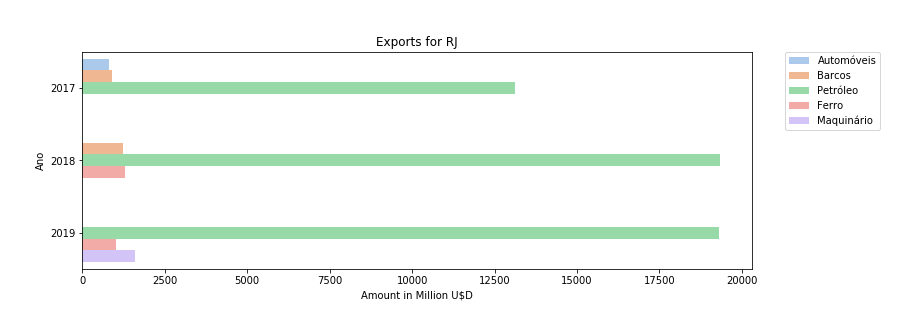 Exports for RJ
Ano
2017
2018
2019
0 2500 5000 7500 10000 12500 15000 17500 20000
Amount in Million U$D
Automóveis
Barcos
Petróleo
Ferro
Maquinário